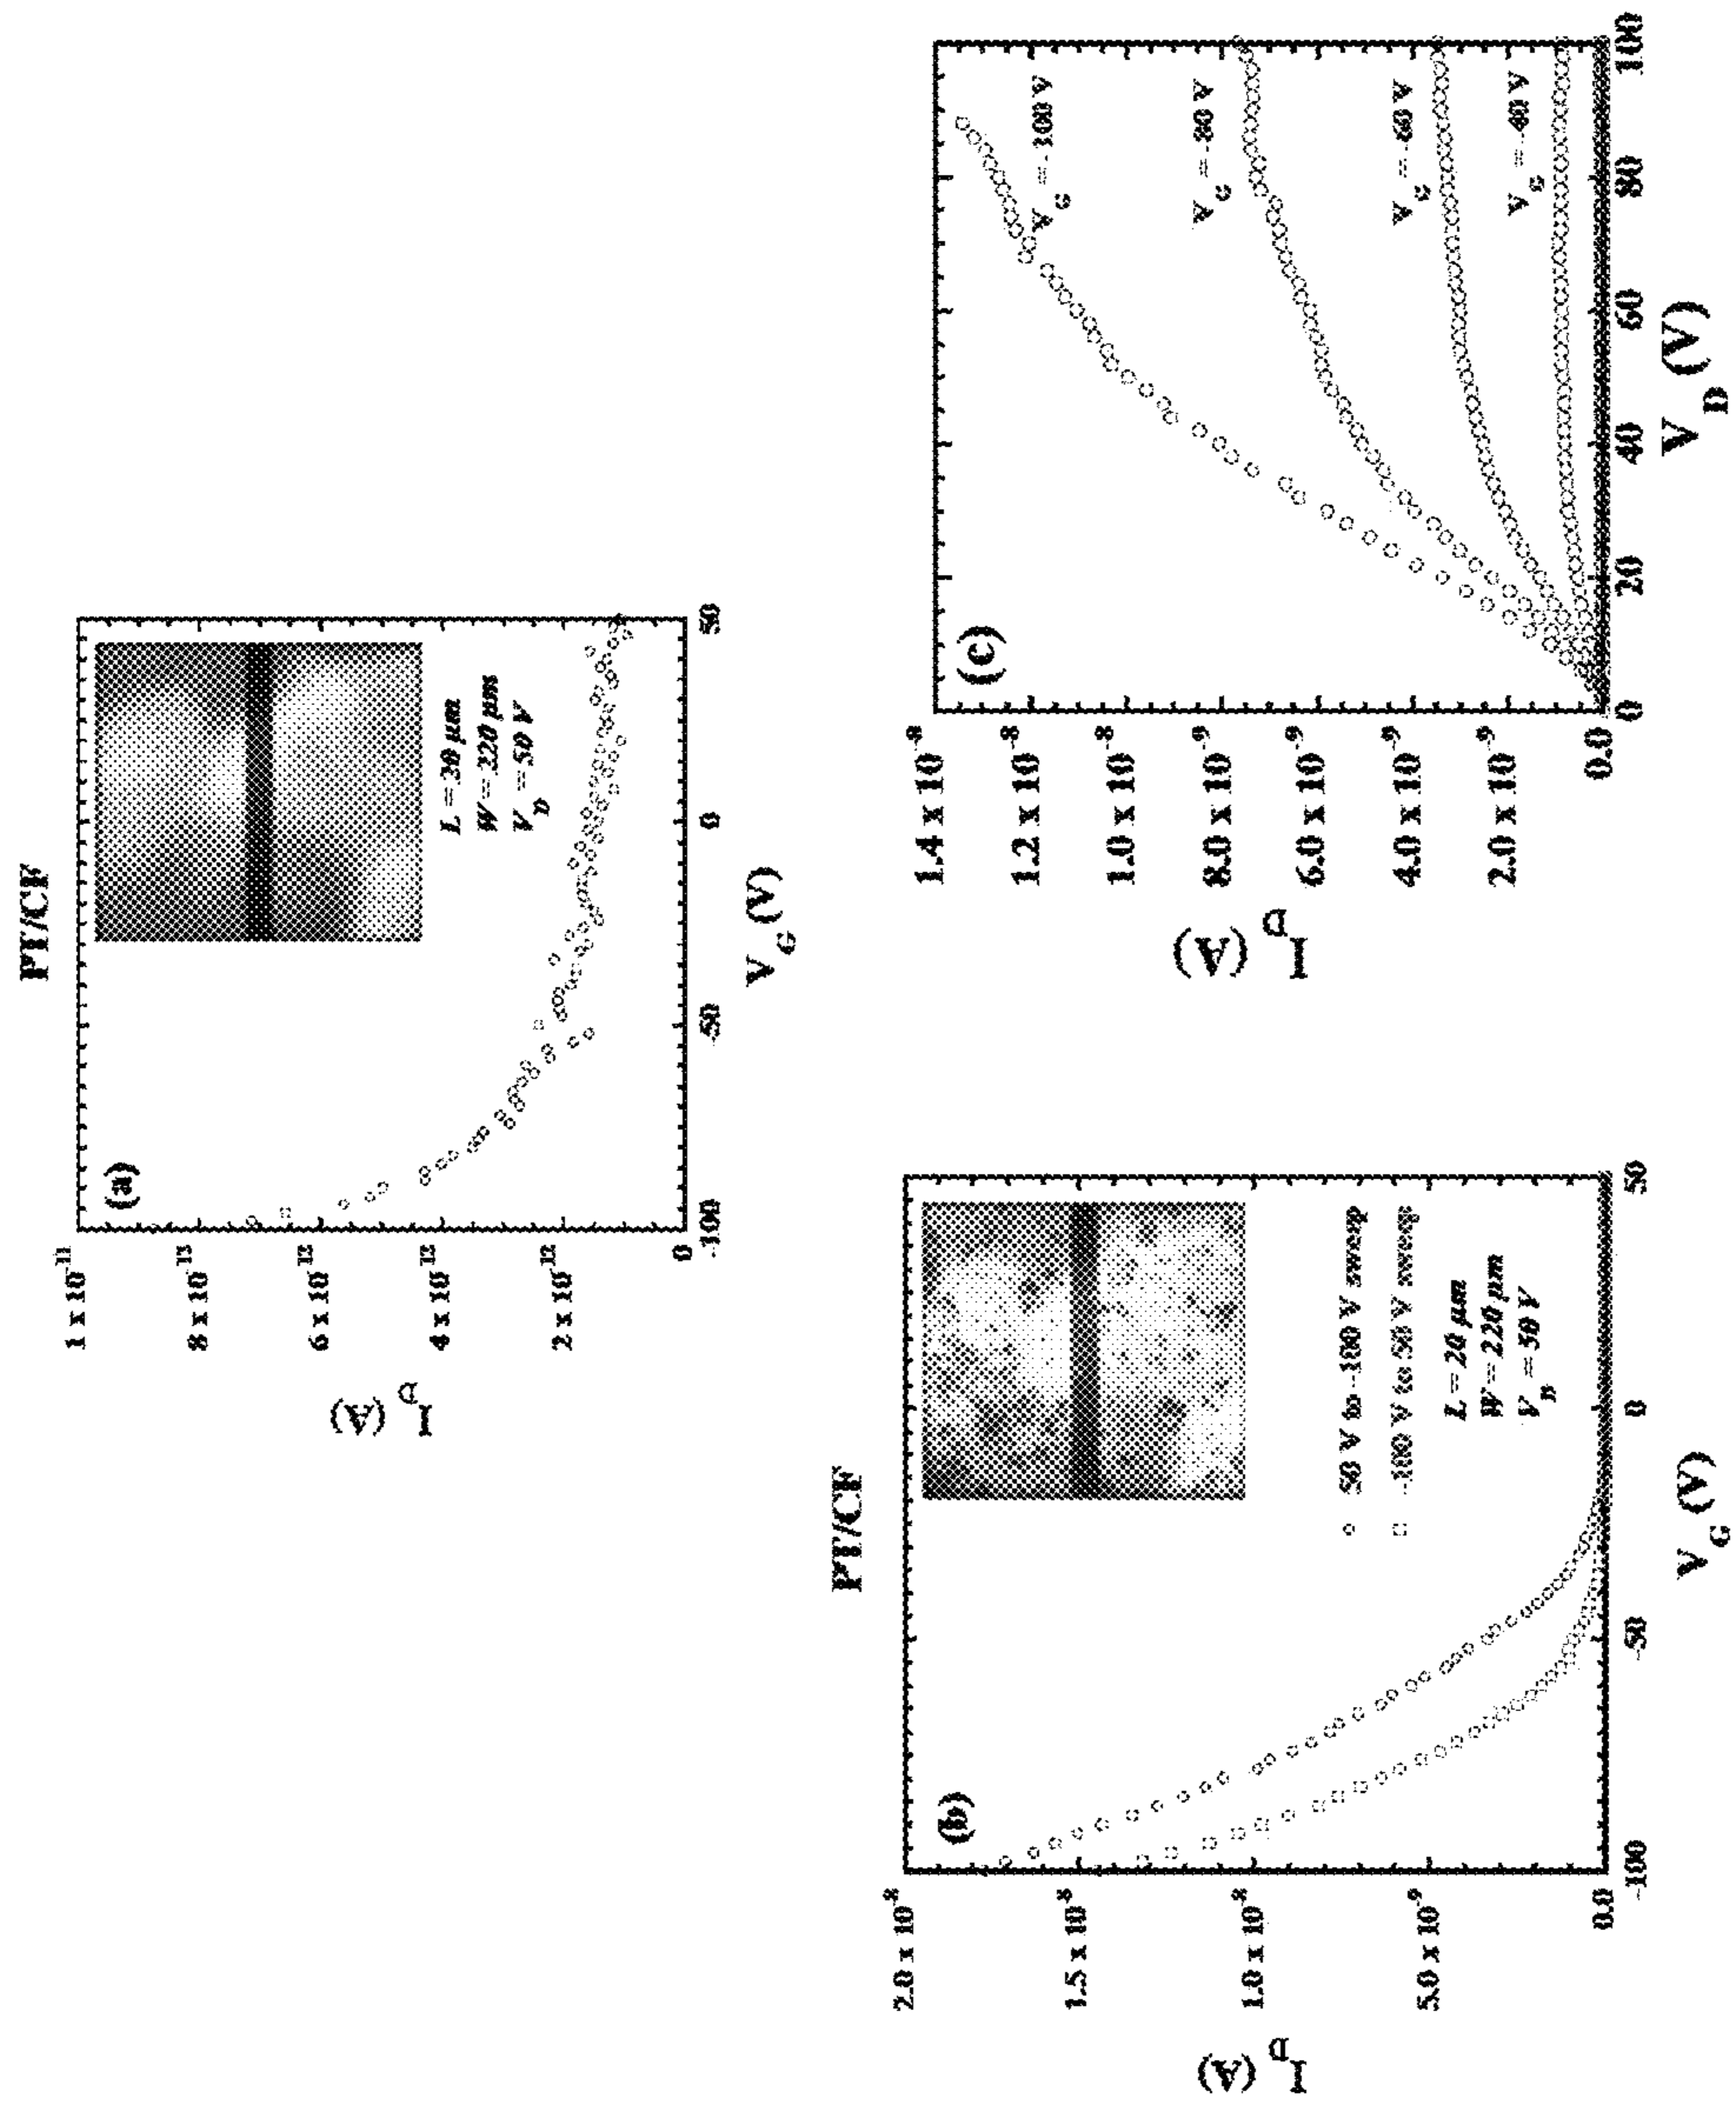 PT/CF
(a)
1 x 10⁻¹¹
8 x 10
6 x 10
4 x 10
2 x 10⁻¹²
0
I_D (A)
-100
-50
0
50
V_G (V)
W = 220 μm
V_D = 50 V
PT/CF
(b)
2.0 x 10⁻⁸
1.5 x 10⁻⁸
1.0 x 10⁻⁸
5.0 x 10⁻⁹
0.0
I_D (A)
-100
-50
0
50
V_G (V)
50 V to -100 V sweep
-100 V to 50 V sweep
L = 20 μm
W = 220 μm
V_D = 50 V
(c)
1.4 x 10⁻⁸
1.2 x 10⁻⁸
1.0 x 10⁻⁸
8.0 x 10⁻⁹
6.0 x 10⁻⁹
4.0 x 10⁻⁹
2.0 x 10⁻⁹
0.0
I_D (A)
0
20
40
60
80
100
V_D (V)
V_G = -100 V
V_G = -80 V
V_G = -60 V
V_G = -40 V